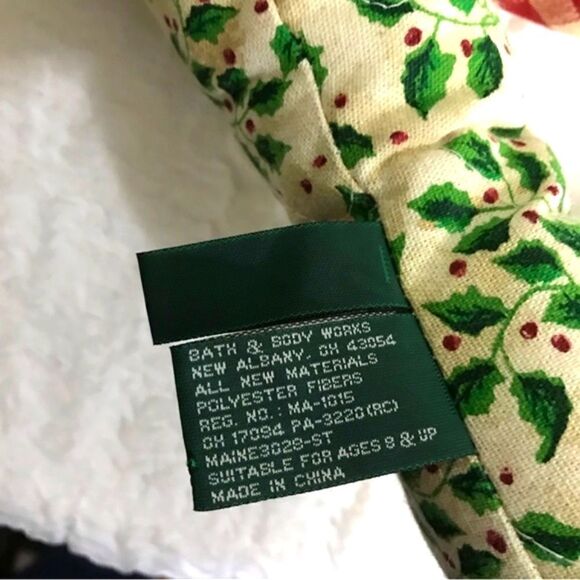 BATH & BODY WORKS
NEW ALBANY, OH 43054
ALL NEW MATERIALS
POLYESTER FIBERS
REG. NO.: MA-1015
OH 17094 PA-3220(RC)
MAINE3029-ST
SUITABLE FOR AGES 8 & UP
MADE IN CHINA